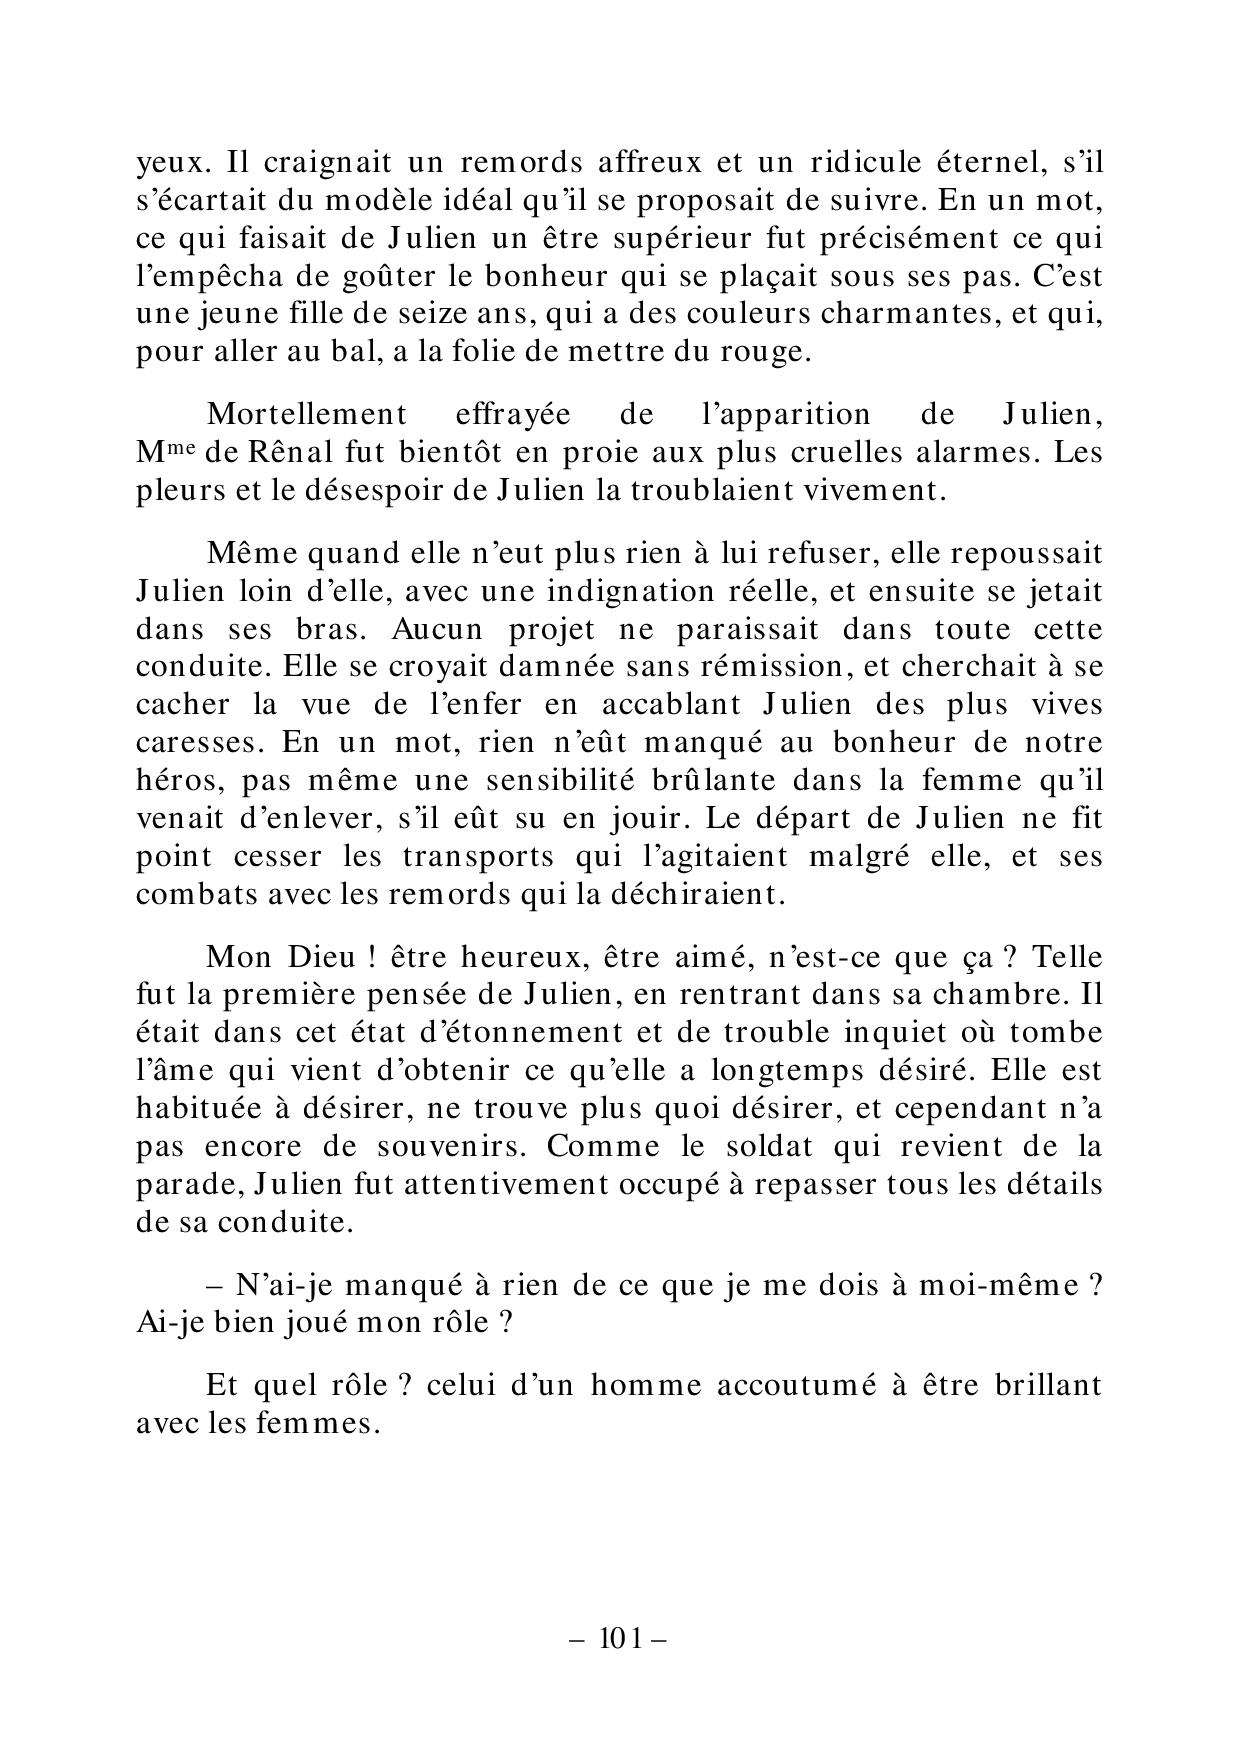 yeux. Il craignait un remords affreux et un ridicule éternel, s’il
s’écartait du modèle idéal qu’il se proposait de suivre. En un mot,
ce qui faisait de Julien un être supérieur fut précisément ce qui
l’empêcha de goûter le bonheur qui se plaçait sous ses pas. C’est
une jeune fille de seize ans, qui a des couleurs charmantes, et qui,
pour aller au bal, a la folie de mettre du rouge.
Mortellement effrayée de l’apparition de Julien,
Mme de Rênal fut bientôt en proie aux plus cruelles alarmes. Les
pleurs et le désespoir de Julien la troublaient vivement.
Même quand elle n’eut plus rien à lui refuser, elle repoussait
Julien loin d’elle, avec une indignation réelle, et ensuite se jetait
dans ses bras. Aucun projet ne paraissait dans toute cette
conduite. Elle se croyait damnée sans rémission, et cherchait à se
cacher la vue de l’enfer en accablant Julien des plus vives
caresses. En un mot, rien n’eût manqué au bonheur de notre
héros, pas même une sensibilité brûlante dans la femme qu’il
venait d’enlever, s’il eût su en jouir. Le départ de Julien ne fit
point cesser les transports qui l’agitaient malgré elle, et ses
combats avec les remords qui la déchiraient.
Mon Dieu ! être heureux, être aimé, n’est-ce que ça ? Telle
fut la première pensée de Julien, en rentrant dans sa chambre. Il
était dans cet état d’étonnement et de trouble inquiet où tombe
l’âme qui vient d’obtenir ce qu’elle a longtemps désiré. Elle est
habituée à désirer, ne trouve plus quoi désirer, et cependant n’a
pas encore de souvenirs. Comme le soldat qui revient de la
parade, Julien fut attentivement occupé à repasser tous les détails
de sa conduite.
– N’ai-je manqué à rien de ce que je me dois à moi-même ?
Ai-je bien joué mon rôle ?
Et quel rôle ? celui d’un homme accoutumé à être brillant
avec les femmes.
– 101 –